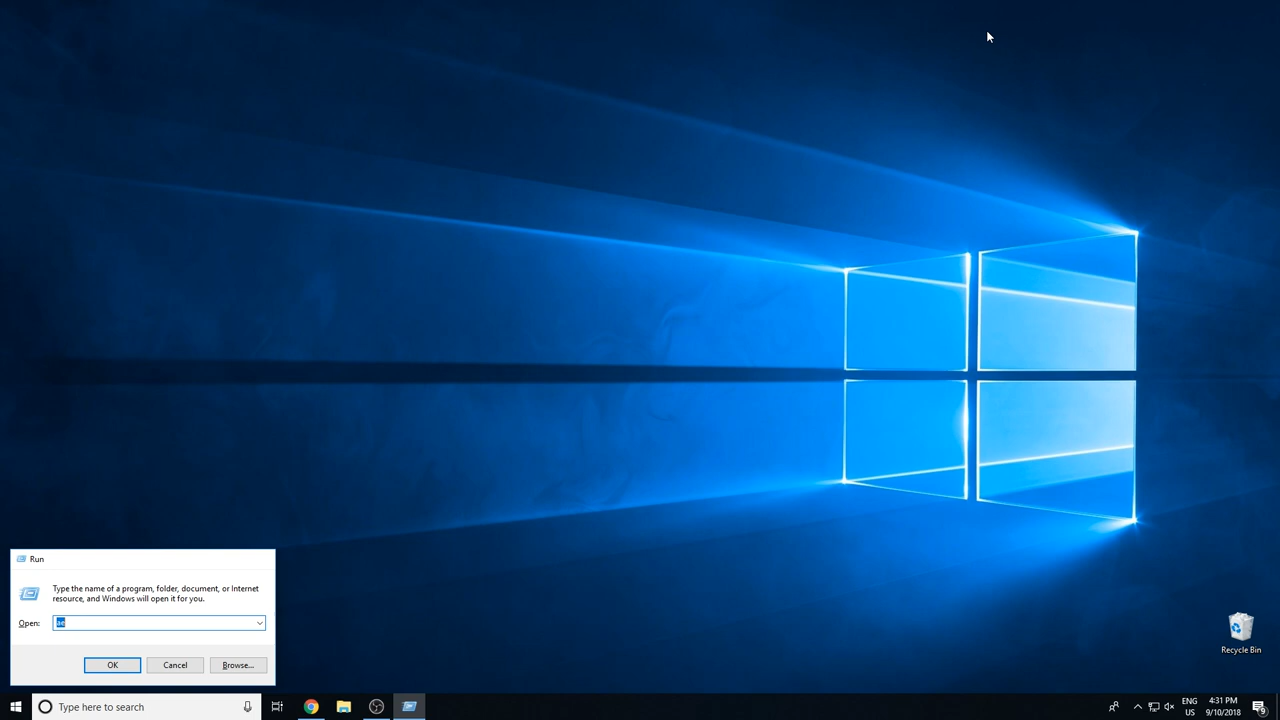 Run
Type the name of a program, folder, document, or Internet
resource, and Windows will open it for you.
Open: ae
OK Cancel Browse...
Recycle Bin
Type here to search
ENG
US
4:31 PM
9/10/2018